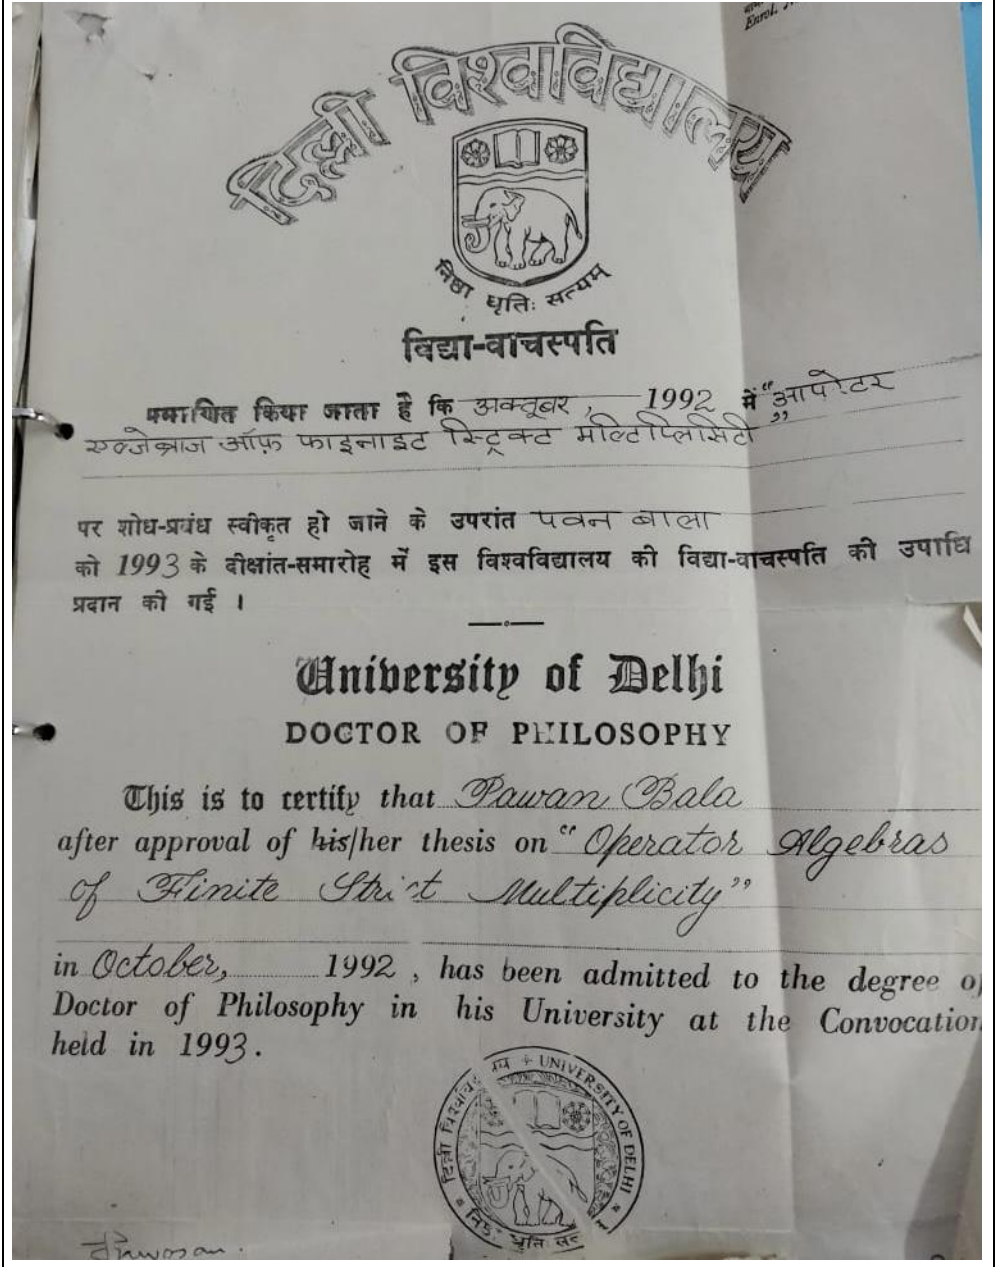 Enrol.
दिल्ली विश्वविद्यालय
निष्ठा धृतिः सत्यम्
विद्या-वाचस्पति
प्रमाणित किया जाता है कि अक्तूबर, 1992 में "आपरेटर
एल्जेब्राज ऑफ़ फाइनाइट स्ट्रिक्ट मल्टिप्लिसिटी"
पर शोध-प्रबंध स्वीकृत हो जाने के उपरांत पवन बाला
को 1993 के दीक्षांत-समारोह में इस विश्वविद्यालय की विद्या-वाचस्पति की उपाधि
प्रदान की गई ।
University of Delhi
DOCTOR OF PHILOSOPHY
This is to certify that Pawan Bala
after approval of his/her thesis on "Operator Algebras
of Finite Strict Multiplicity"
in October, 1992, has been admitted to the degree of
Doctor of Philosophy in his University at the Convocation
held in 1993.
UNIVERSITY OF DELHI